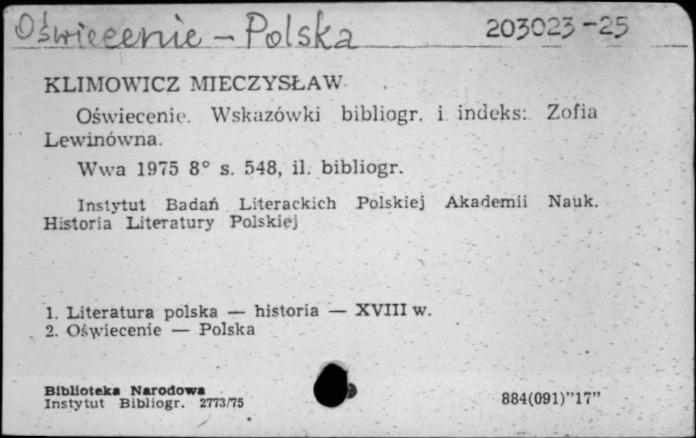 Oświecenie - Polska 203023-25
KLIMOWICZ MIECZYSŁAW
Oświecenie. Wskazówki bibliogr. i indeks: Zofia
Lewinówna.
Wwa 1975 8° s. 548, il. bibliogr.
Instytut Badań Literackich Polskiej Akademii Nauk.
Historia Literatury Polskiej
1. Literatura polska — historia — XVIII w.
2. Oświecenie — Polska
Biblioteka Narodowa
Instytut Bibliogr. 2773/75 884(091)"17"